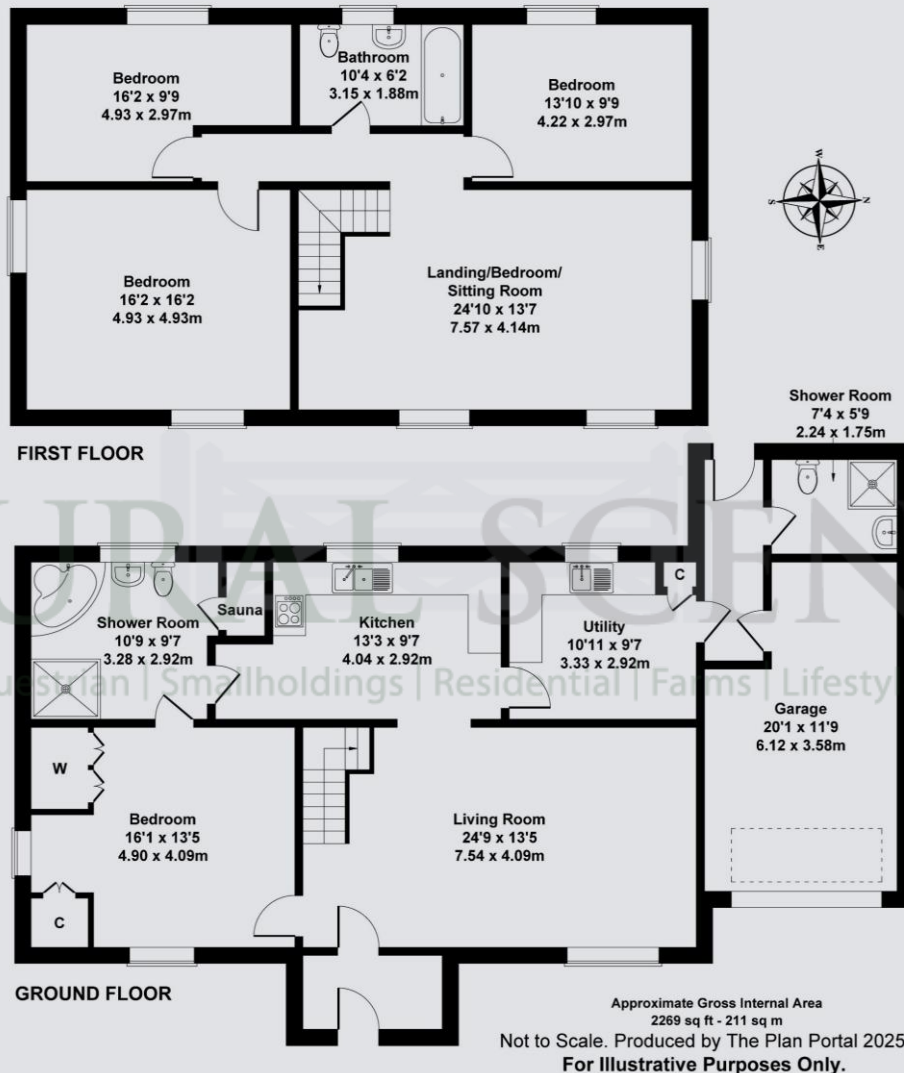 Bedroom
16'2 x 9'9
4.93 x 2.97m
Bathroom
10'4 x 6'2
3.15 x 1.88m
Bedroom
13'10 x 9'9
4.22 x 2.97m
W
N
S
E
Bedroom
16'2 x 16'2
4.93 x 4.93m
Landing/Bedroom/
Sitting Room
24'10 x 13'7
7.57 x 4.14m
FIRST FLOOR
Shower Room
7'4 x 5'9
2.24 x 1.75m
Shower Room
10'9 x 9'7
3.28 x 2.92m
Sauna
Kitchen
13'3 x 9'7
4.04 x 2.92m
Utility
10'11 x 9'7
3.33 x 2.92m
C
Garage
20'1 x 11'9
6.12 x 3.58m
W
Bedroom
16'1 x 13'5
4.90 x 4.09m
C
Living Room
24'9 x 13'5
7.54 x 4.09m
GROUND FLOOR
URAL SCEN
uestrian | Smallholdings | Residential | Farms | Lifesty
Approximate Gross Internal Area
2269 sq ft - 211 sq m
Not to Scale. Produced by The Plan Portal 2025
For Illustrative Purposes Only.